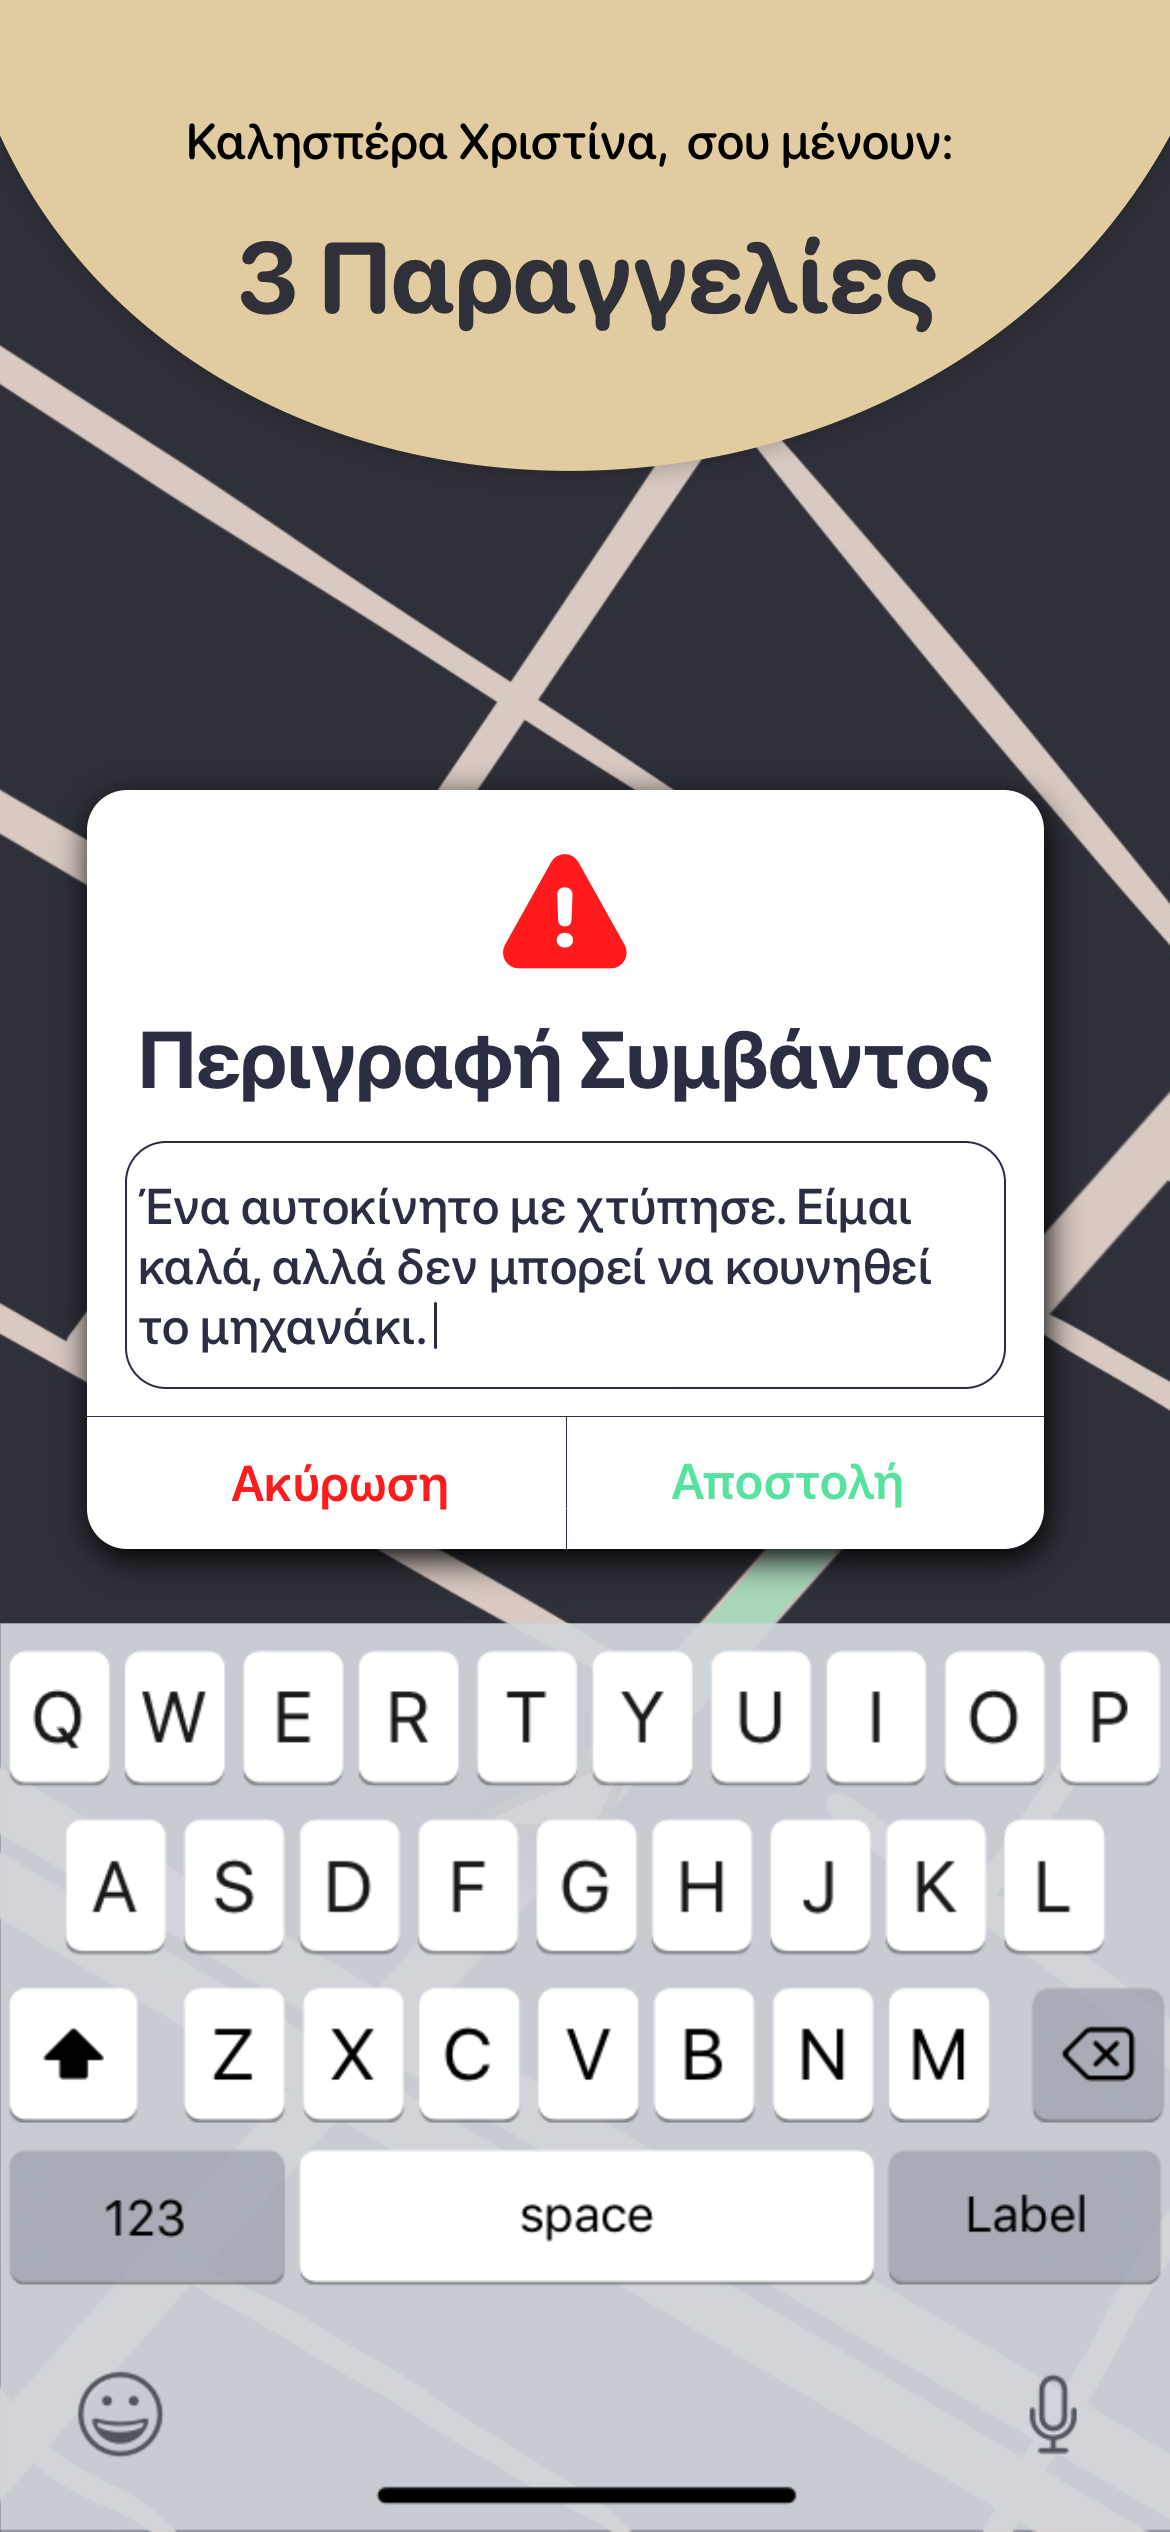 Καλησπέρα Χριστίνα, σου μένουν:
3 Παραγγελίες
Περιγραφή Συμβάντος
Ένα αυτοκίνητο με χτύπησε. Είμαι
καλά, αλλά δεν μπορεί να κουνηθεί
το μηχανάκι.
Ακύρωση Αποστολή
Q W E R T Y U I O P
A S D F G H J K L
Z X C V B N M
123 space Label